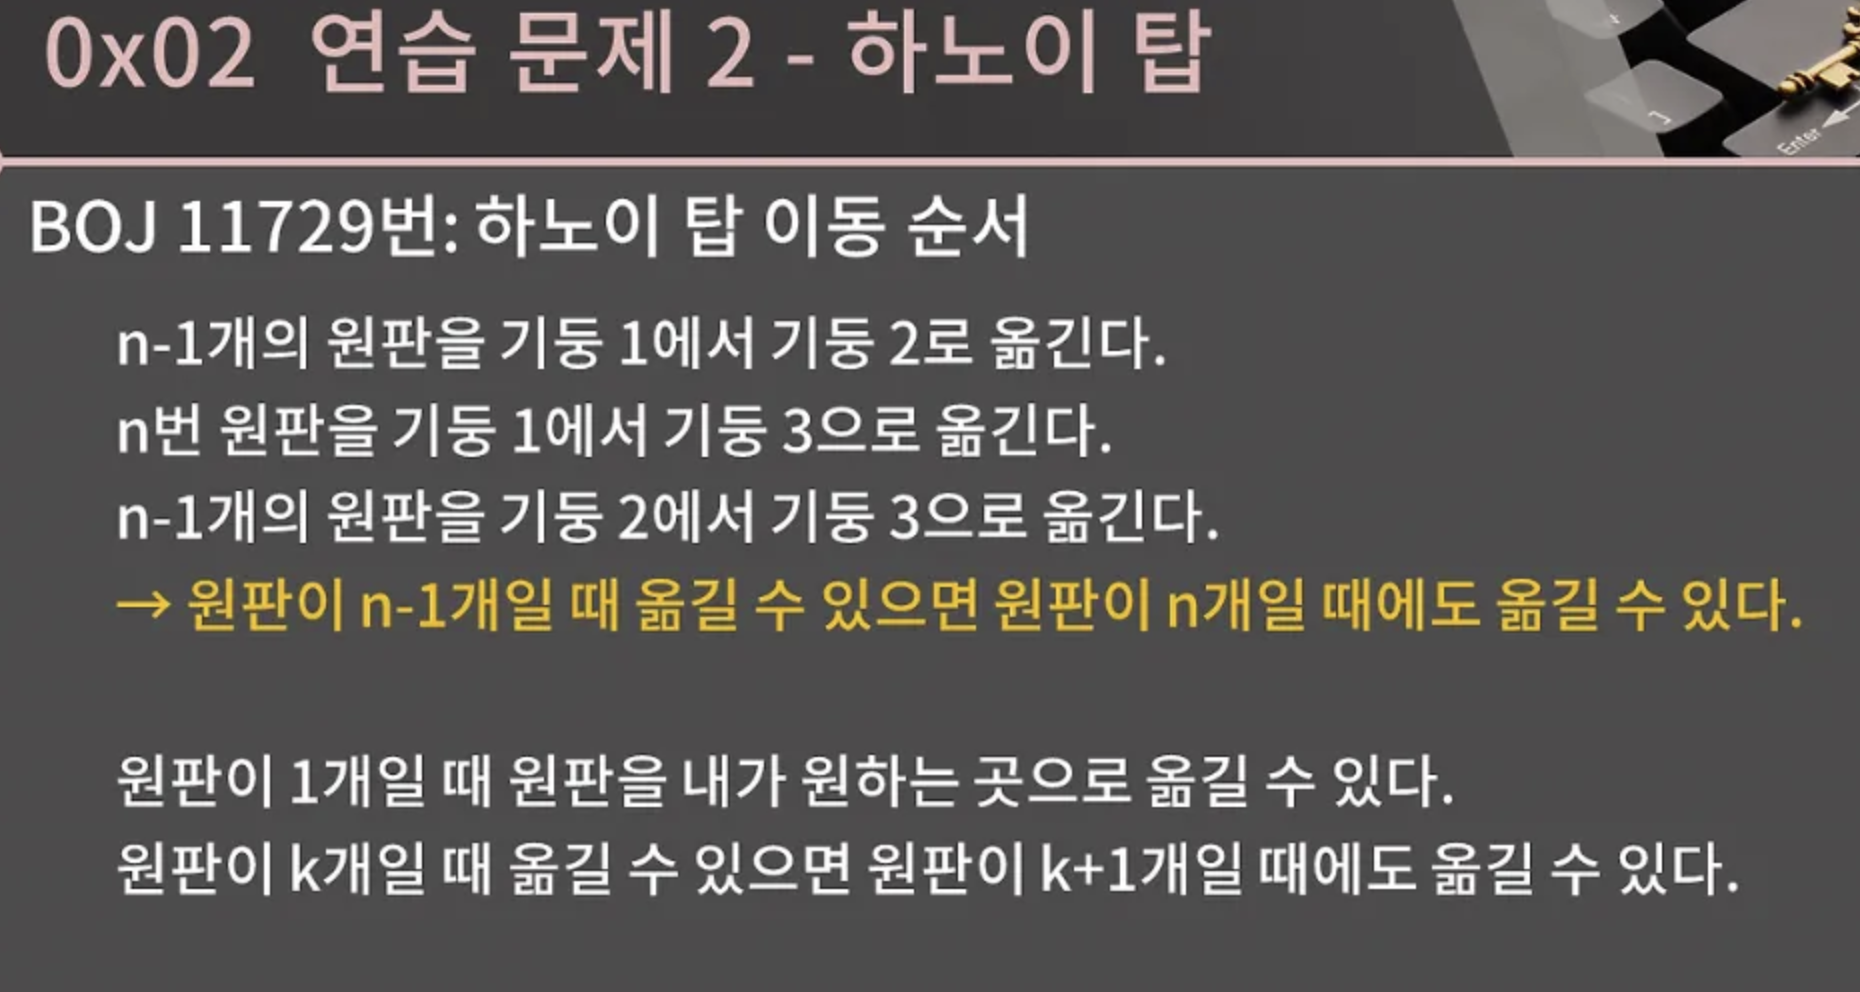 0x02 연습 문제 2 - 하노이 탑
Enter
BOJ 11729번: 하노이 탑 이동 순서
n-1개의 원판을 기둥 1에서 기둥 2로 옮긴다.
n번 원판을 기둥 1에서 기둥 3으로 옮긴다.
n-1개의 원판을 기둥 2에서 기둥 3으로 옮긴다.
→ 원판이 n-1개일 때 옮길 수 있으면 원판이 n개일 때에도 옮길 수 있다.
원판이 1개일 때 원판을 내가 원하는 곳으로 옮길 수 있다.
원판이 k개일 때 옮길 수 있으면 원판이 k+1개일 때에도 옮길 수 있다.